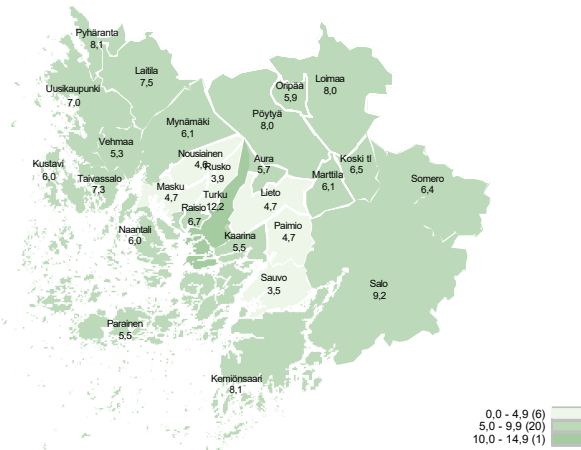 Pyhäranta
8,1
Laitila
7,5
Uusikaupunki
7,0
Oripää
5,9
Loimaa
8,0
Mynämäki
6,1
Pöytyä
8,0
Vehmaa
5,3
Kustavi
6,0
Taivassalo
7,3
Nousiainen
4,6
Rusko
3,9
Aura
5,7
Koski tl
6,5
Marttila
6,1
Somero
6,4
Masku
4,7
Turku
12,2
Lieto
4,7
Raisio
6,7
Naantali
6,0
Kaarina
5,5
Paimio
4,7
Sauvo
3,5
Salo
9,2
Parainen
5,5
Kemiönsaari
8,1
0,0 - 4,9 (6)
5,0 - 9,9 (20)
10,0 - 14,9 (1)